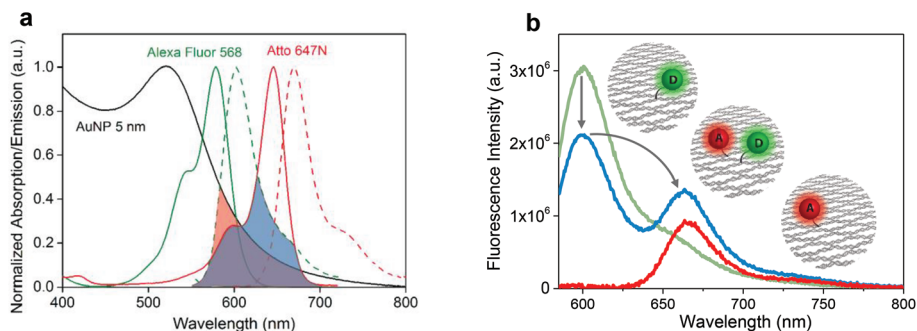 a
Alexa Fluor 568
Atto 647N
AuNP 5 nm
Normalized Absorption/Emission (a.u.)
1.0
0.8
0.6
0.4
0.2
0.0
400
500
600
700
800
Wavelength (nm)
b
Fluorescence Intensity (a.u.)
3x10⁶
2x10⁶
1x10⁶
0
600
650
700
750
800
Wavelength (nm)
D
A
D
A